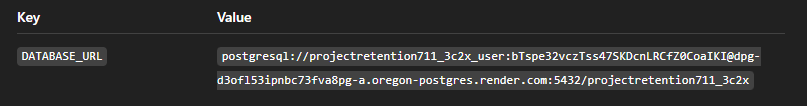 Key Value
DATABASE_URL postgresql://projectretention711_3c2x_user:bTspe32vczTss47SKDcnLRCfZ0CoaIKI@dpg-
d3ofl53ipnbc73fva8pg-a.oregon-postgres.render.com:5432/projectretention711_3c2x